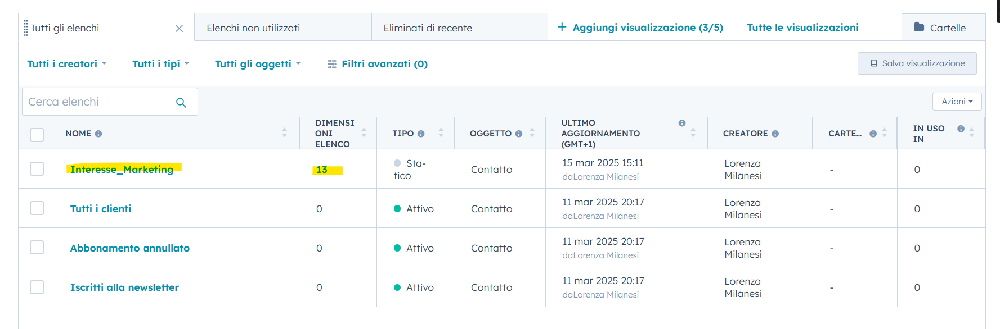 Tutti gli elenchi
Elenchi non utilizzati
Eliminati di recente
+ Aggiungi visualizzazione (3/5)
Tutte le visualizzazioni
Cartelle
Tutti i creatori
Tutti i tipi
Tutti gli oggetti
Filtri avanzati (0)
Salva visualizzazione
Cerca elenchi
Azioni
NOME
DIMENSI
ONI
ELENCO
TIPO
OGGETTO
ULTIMO
AGGIORNAMENTO
(GMT+1)
CREATORE
CARTE...
IN USO
IN
Interesse_Marketing
13
Sta-
tico
Contatto
15 mar 2025 15:11
daLorenza Milanesi
Lorenza
Milanesi
-
0
Tutti i clienti
0
Attivo
Contatto
11 mar 2025 20:17
daLorenza Milanesi
Lorenza
Milanesi
-
0
Abbonamento annullato
0
Attivo
Contatto
11 mar 2025 20:17
daLorenza Milanesi
Lorenza
Milanesi
-
0
Iscritti alla newsletter
0
Attivo
Contatto
11 mar 2025 20:17
daLorenza Milanesi
Lorenza
Milanesi
-
0